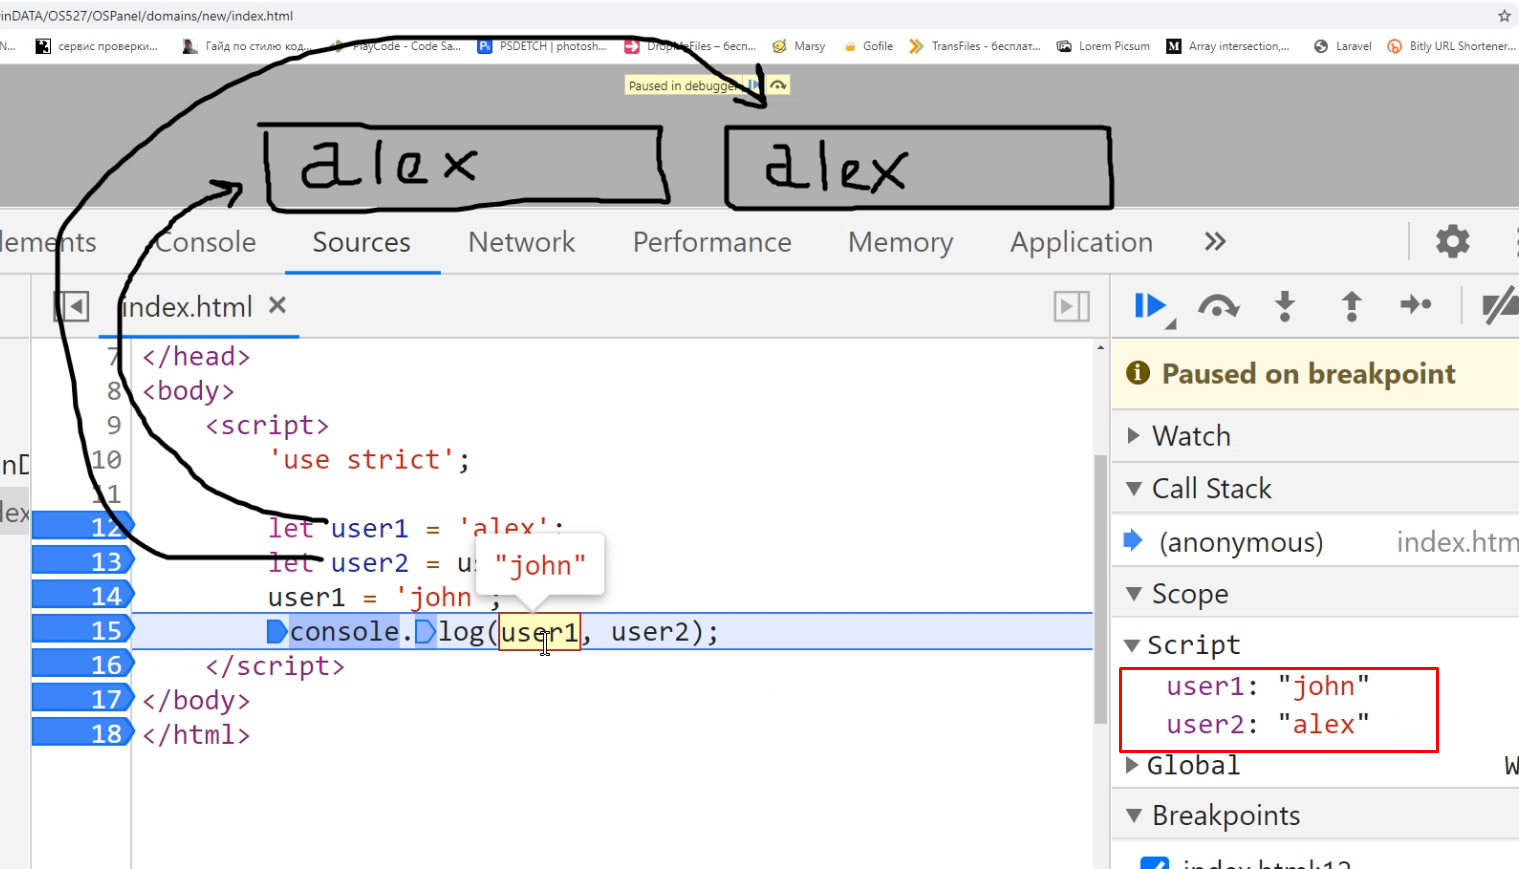 inDATA/OS527/OSPanel/domains/new/index.html
N... сервис проверки... Гайд по стилю код... PlayCode - Code Sa... PSDETCH | photosh... DropMeFiles – бесп... Marsy Gofile TransFiles - бесплат... Lorem Picsum Array intersection,... Laravel Bitly URL Shortener...
Paused in debugger
alex alex
lements Console Sources Network Performance Memory Application
index.html
7 </head>
8 <body>
9 <script>
10 'use strict';
11
12 let user1 = 'alex';
13 let user2 = us
"john"
14 user1 = 'john';
15 console.log(user1, user2);
16 </script>
17 </body>
18 </html>
nD
dex
Paused on breakpoint
Watch
Call Stack
(anonymous) index.htm
Scope
Script
user1: "john"
user2: "alex"
Global W
Breakpoints
index.html:12